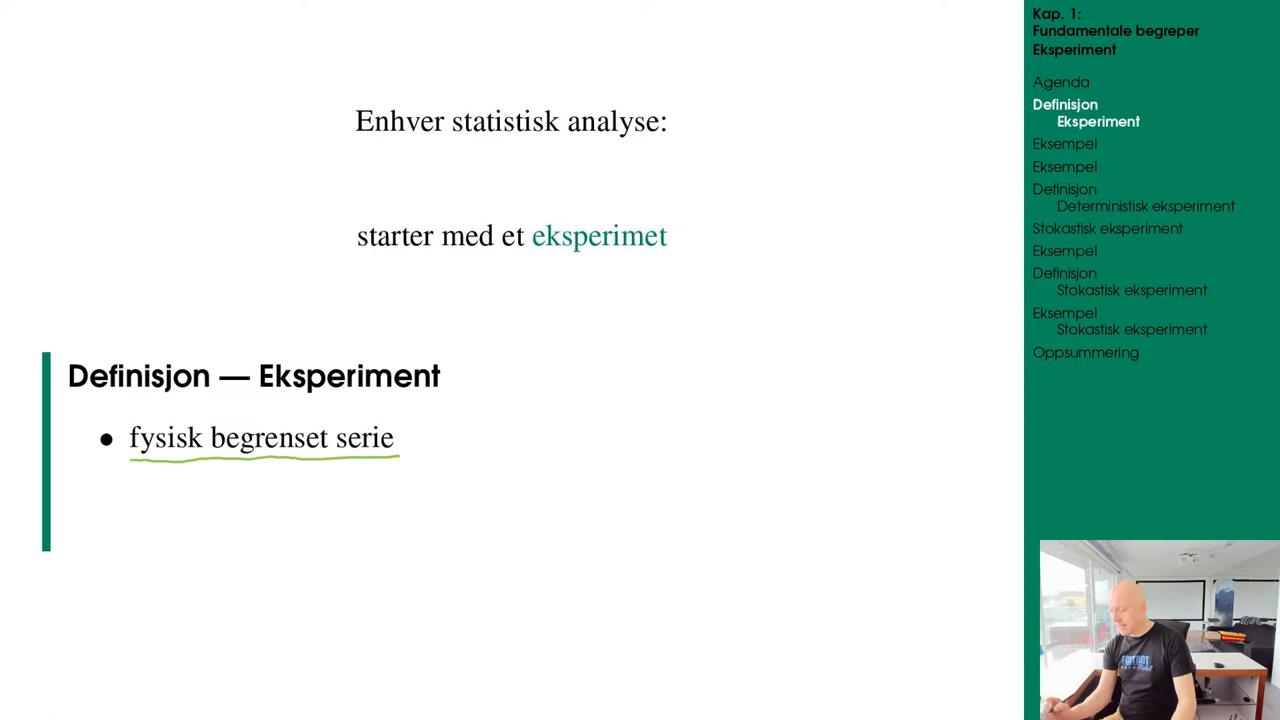 Enhver statistisk analyse:
starter med et eksperimet
Definisjon — Eksperiment
• fysisk begrenset serie
Kap. 1:
Fundamentale begreper
Eksperiment
Agenda
Definisjon
Eksperiment
Eksempel
Eksempel
Definisjon
Deterministisk eksperiment
Stokastisk eksperiment
Eksempel
Definisjon
Stokastisk eksperiment
Eksempel
Stokastisk eksperiment
Oppsummering